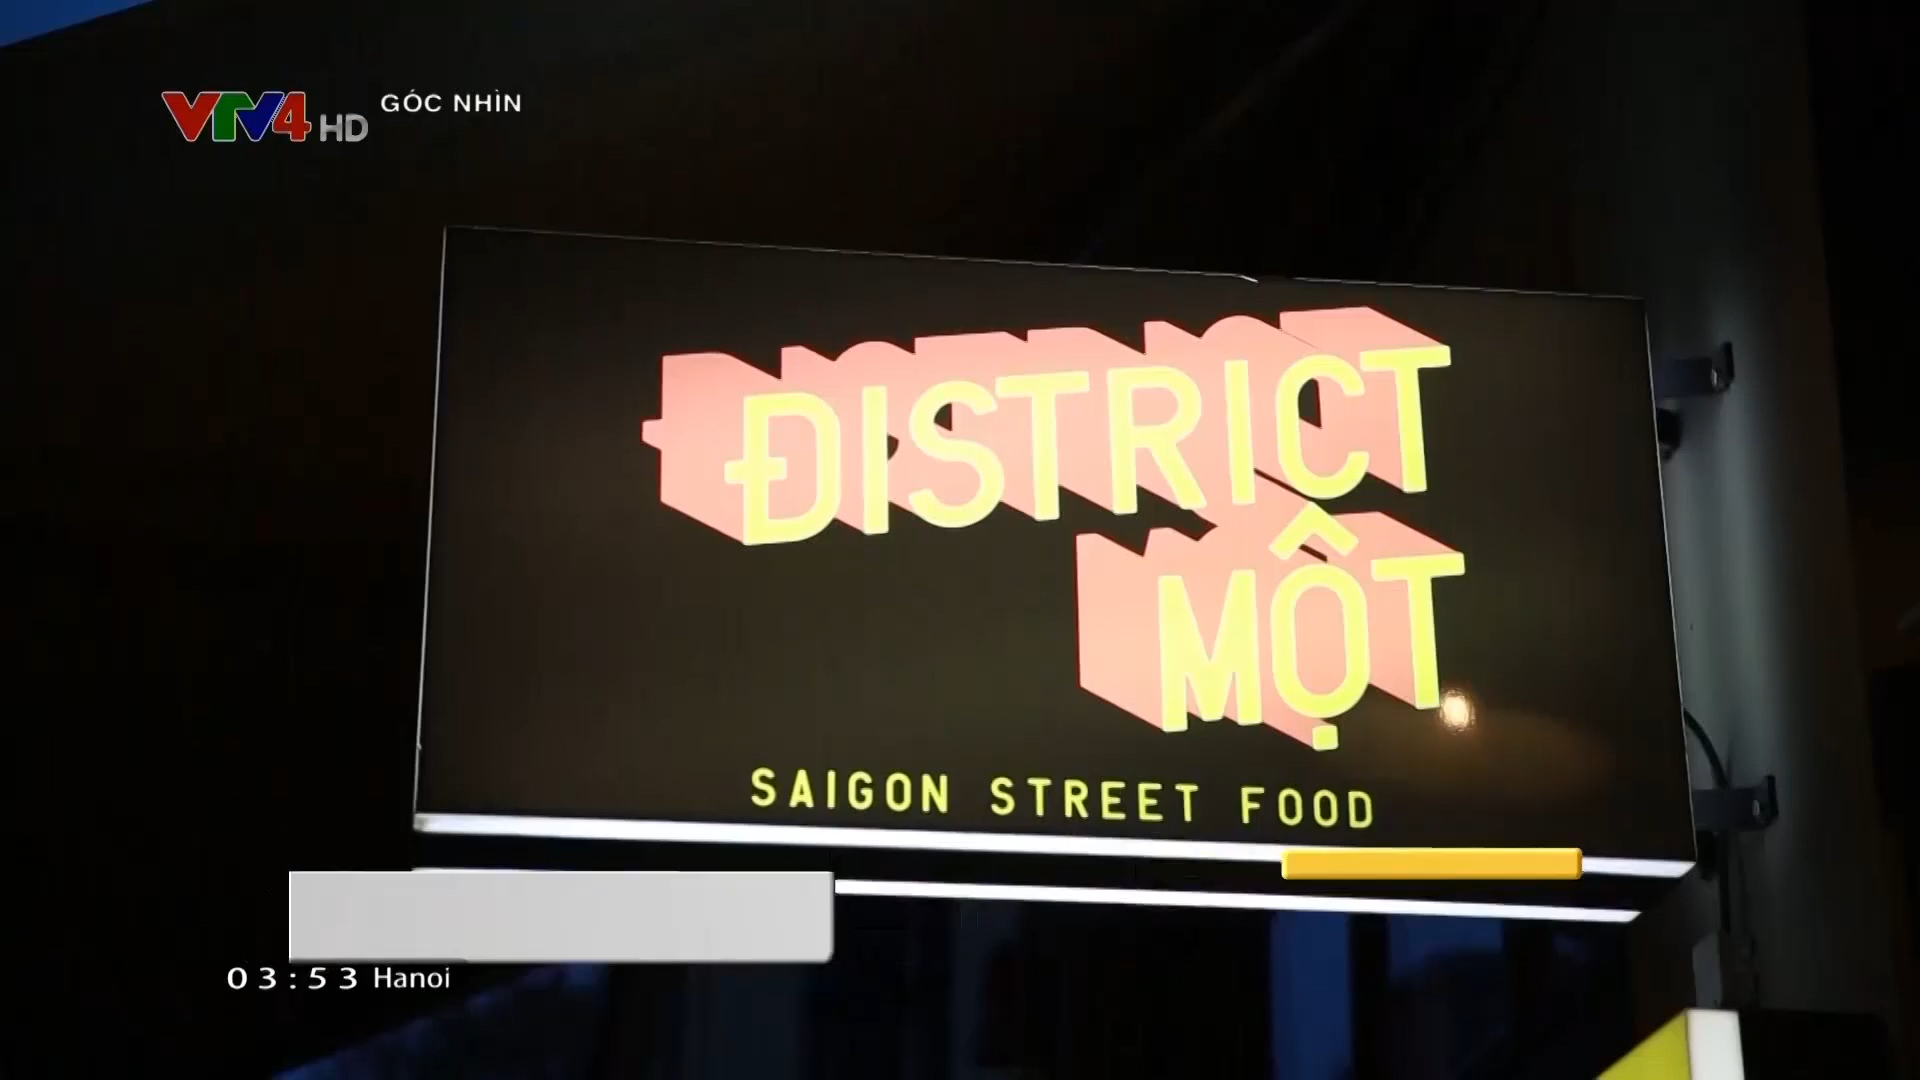 VTV4 HD GÓC NHÌN
ĐISTRICT
MỘT
SAIGON STREET FOOD
03:53 Hanoi